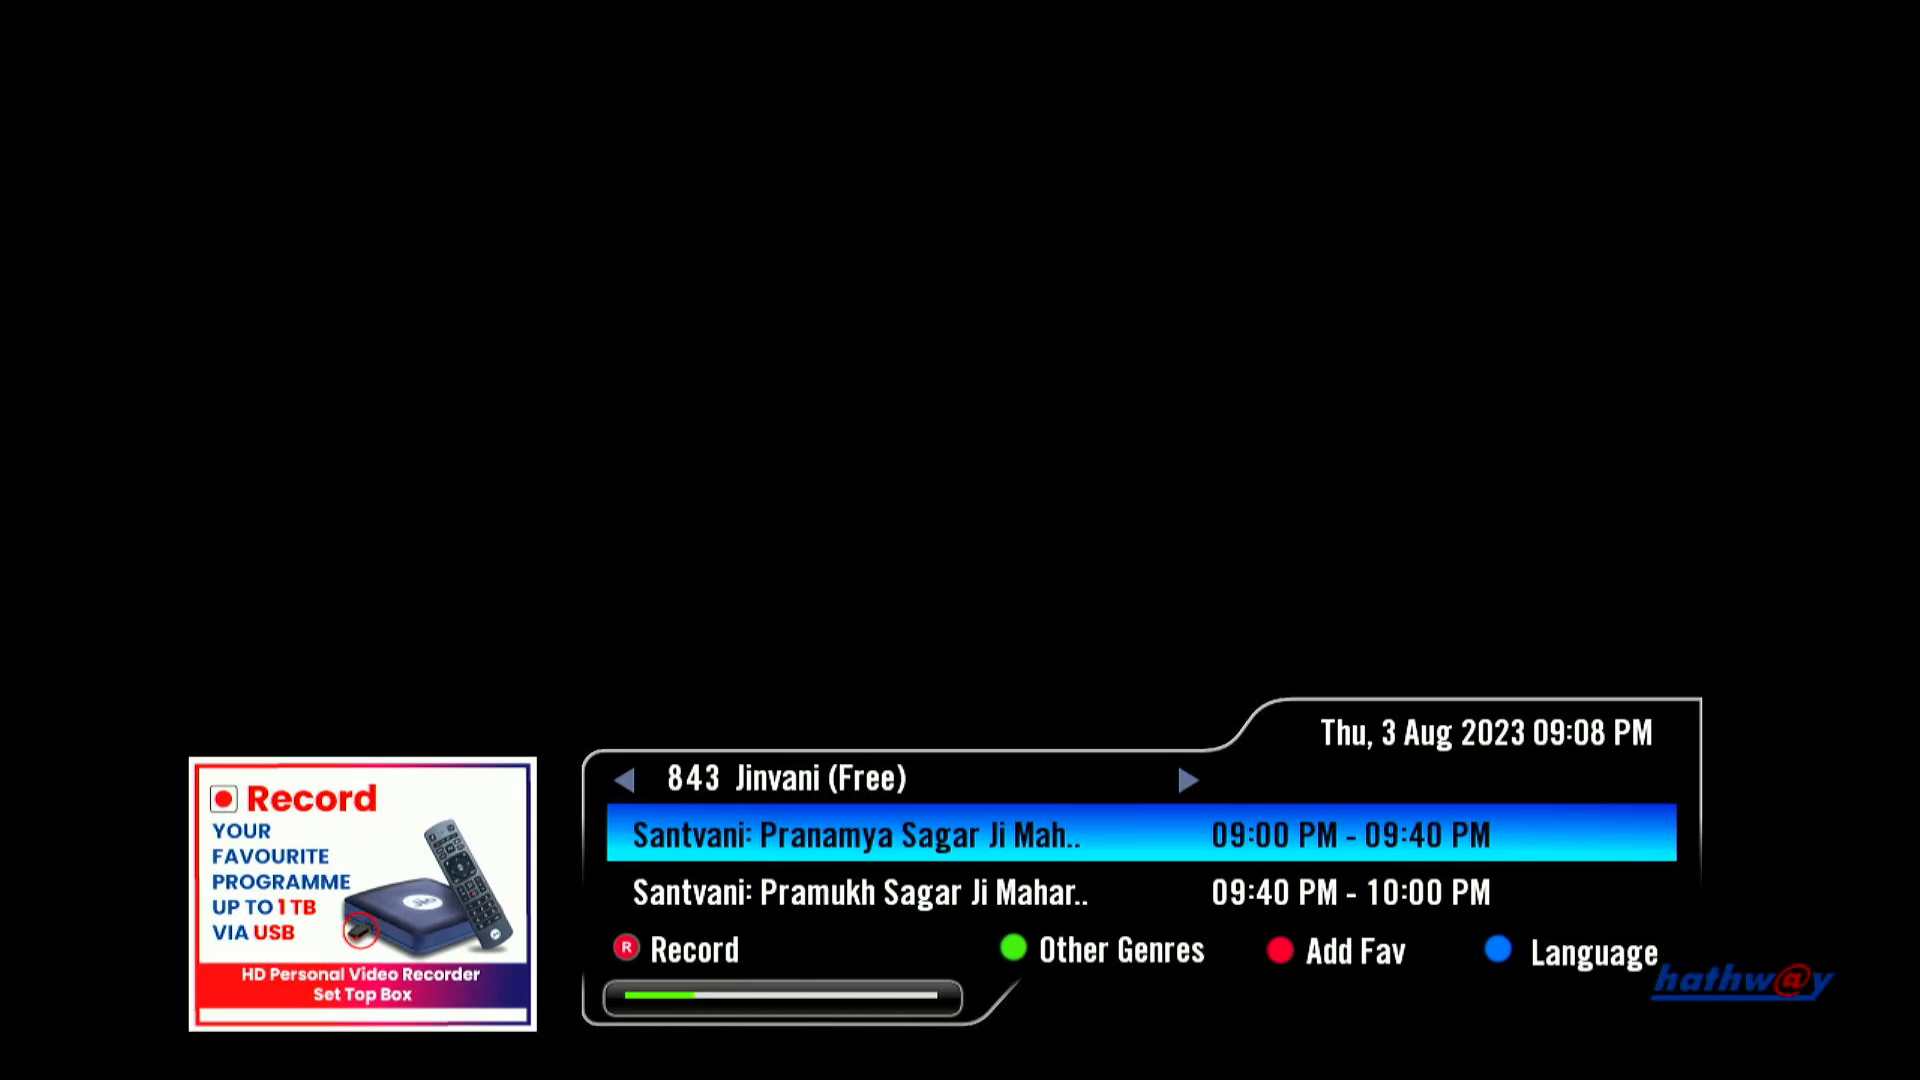 Thu, 3 Aug 2023 09:08 PM
843 Jinvani (Free)
Santvani: Pranamya Sagar Ji Mah.. 09:00 PM - 09:40 PM
Santvani: Pramukh Sagar Ji Mahar.. 09:40 PM - 10:00 PM
R Record Other Genres Add Fav Language
hathw@y
Record
YOUR
FAVOURITE
PROGRAMME
UP TO 1 TB
VIA USB
Jio
HD Personal Video Recorder
Set Top Box